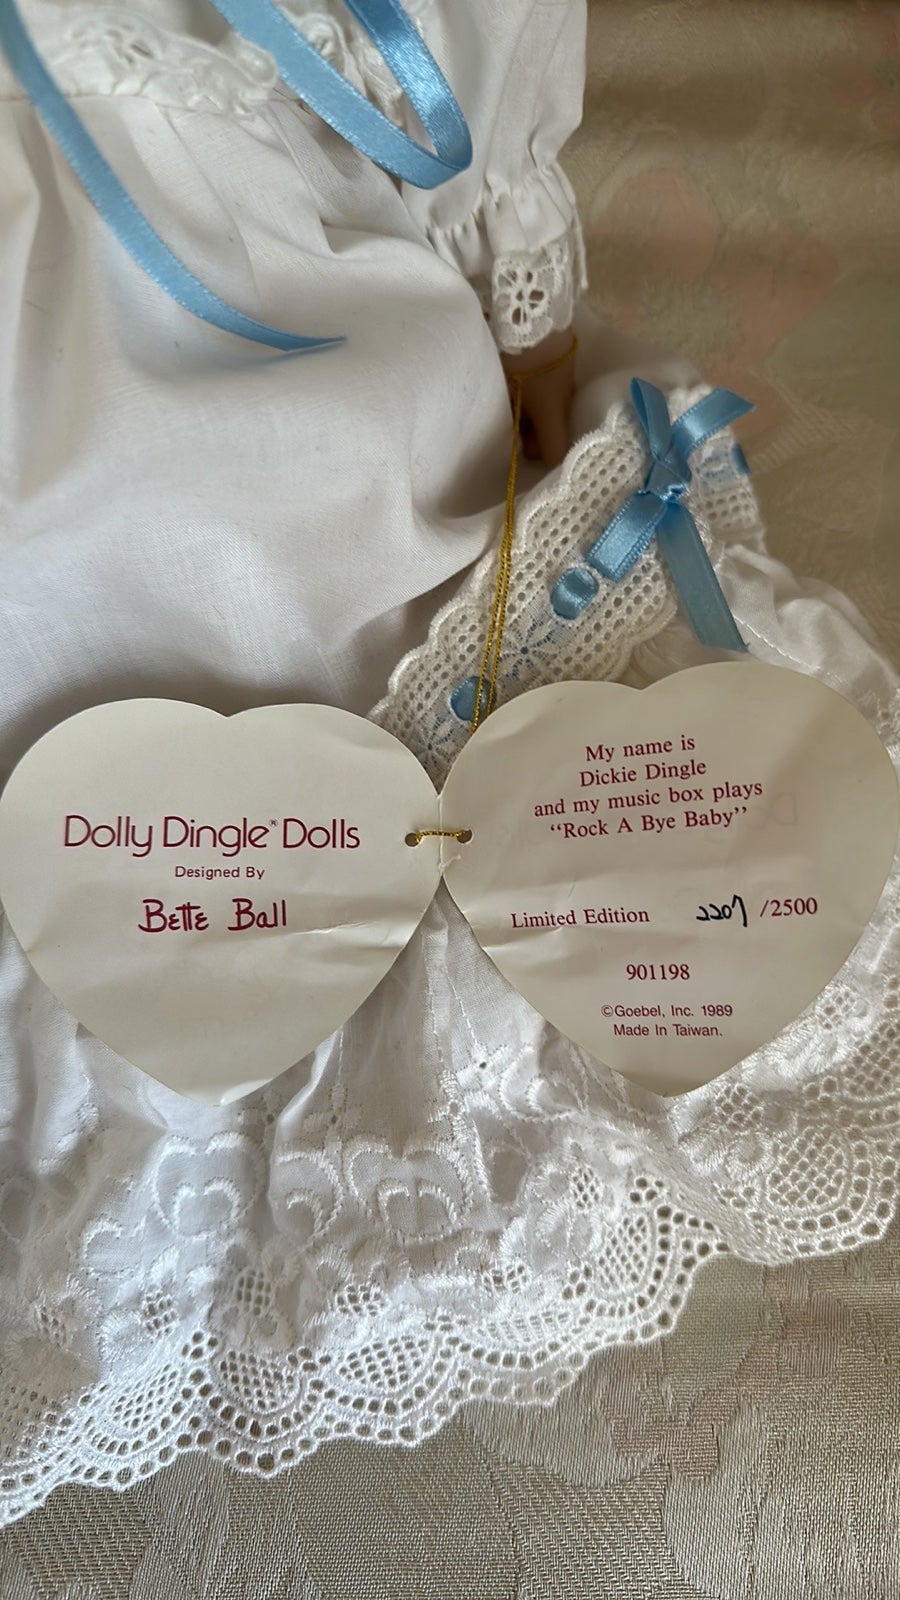 Dolly Dingle® Dolls
Designed By
Bette Ball
My name is
Dickie Dingle
and my music box plays
“Rock A Bye Baby”
Limited Edition 2207 /2500
901198
©Goebel, Inc. 1989
Made In Taiwan.